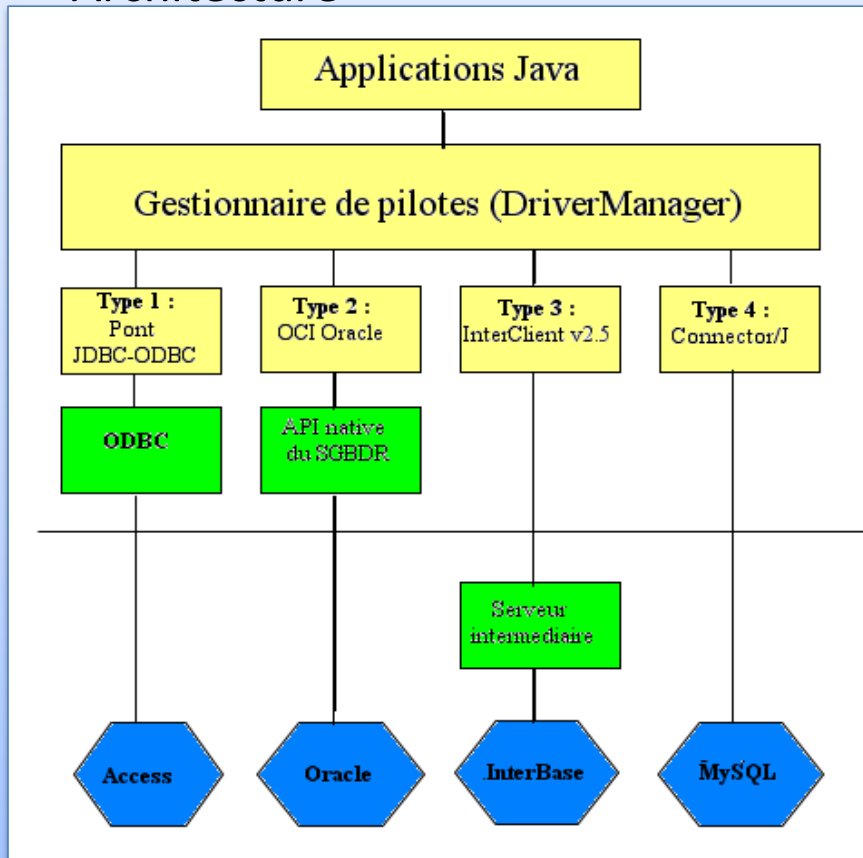 Architecture
Applications Java
Gestionnaire de pilotes (DriverManager)
Type 1 :
Pont
JDBC-ODBC
Type 2 :
OCI Oracle
Type 3 :
InterClient v2.5
Type 4 :
Connector/J
ODBC
API native
du SGBDR
Serveur
intermediaire
Access
Oracle
InterBase
MySQL